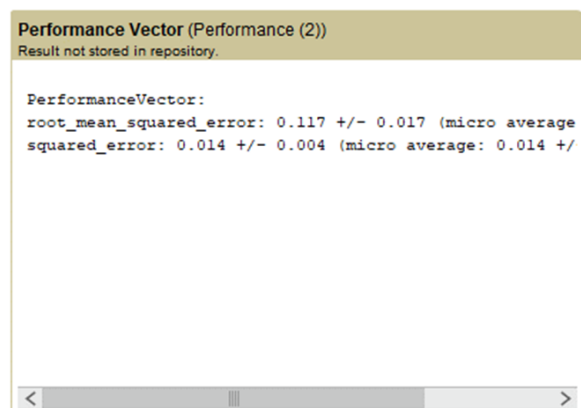 Performance Vector (Performance (2))
Result not stored in repository.
PerformanceVector:
root_mean_squared_error: 0.117 +/- 0.017 (micro average
squared_error: 0.014 +/- 0.004 (micro average: 0.014 +/